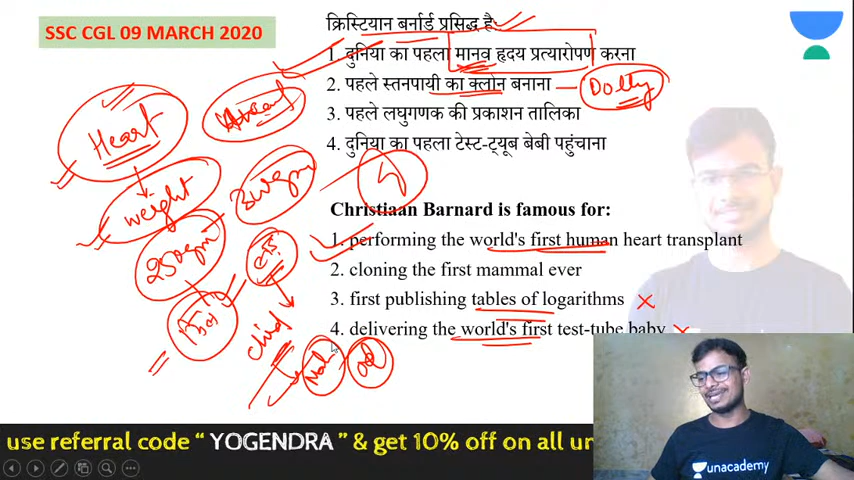 SSC CGL 09 MARCH 2020
क्रिस्टियान बर्नार्ड प्रसिद्ध है:
1. दुनिया का पहला मानव हृदय प्रत्यारोपण करना
2. पहले स्तनपायी का क्लोन बनाना
Dolly
3. पहले लघुगणक की प्रकाशन तालिका
4. दुनिया का पहला टेस्ट-ट्यूब बेबी पहुंचाना
Heart
weight
250gm
Christiaan Barnard is famous for:
1. performing the world's first human heart transplant
2. cloning the first mammal ever
3. first publishing tables of logarithms
4. delivering the world's first test-tube baby
unacademy
use referral code “ YOGENDRA ” & get 10% off on all un